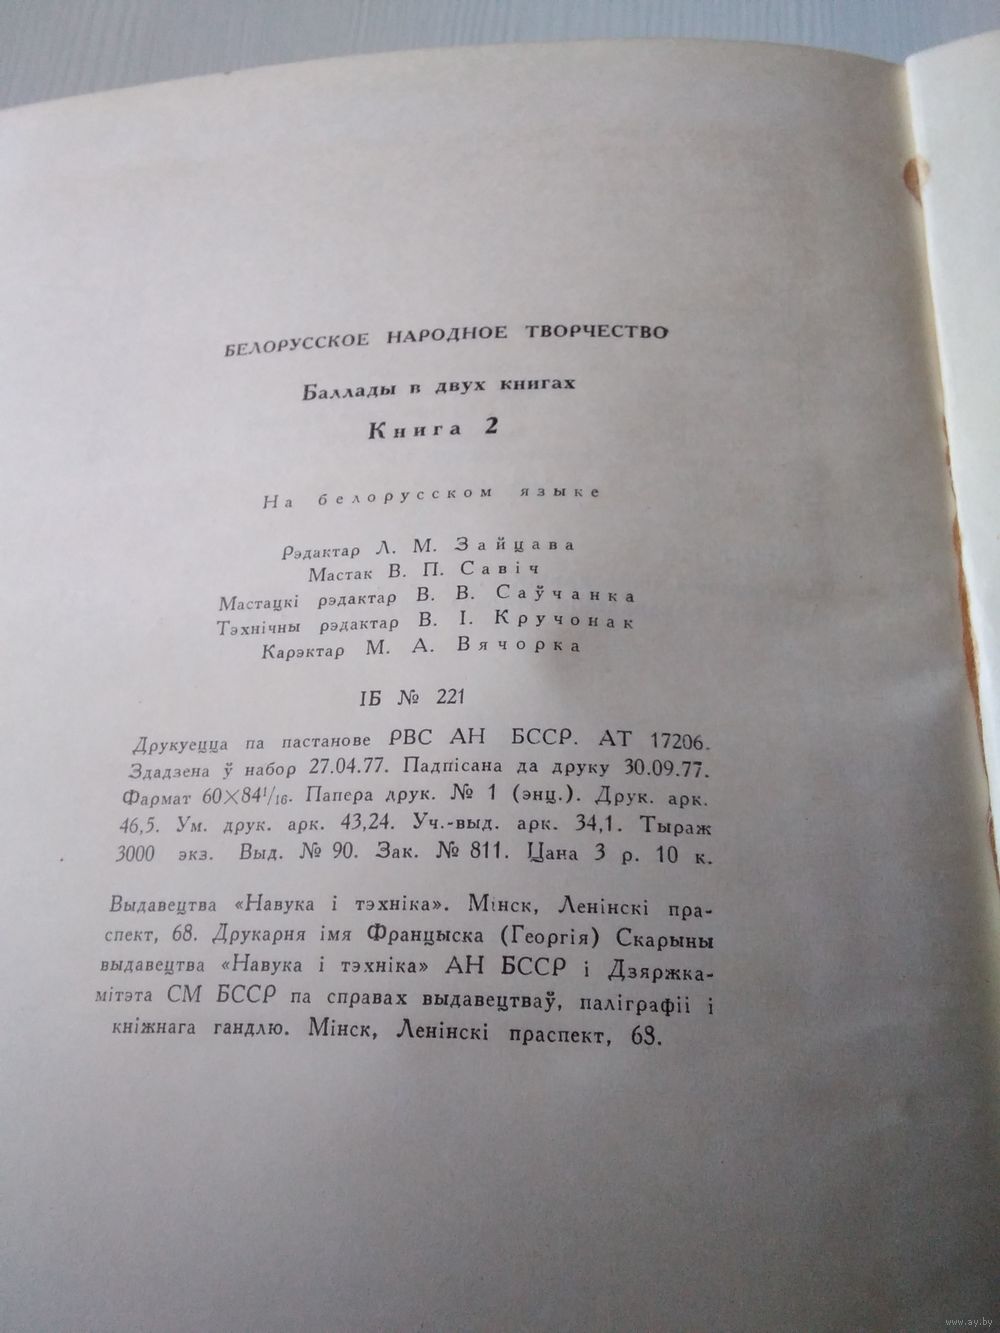 БЕЛОРУССКОЕ НАРОДНОЕ ТВОРЧЕСТВО
Баллады в двух книгах
Книга 2
На белорусском языке
Рэдактар Л. М. Зайцава
Мастак В. П. Савіч
Мастацкі рэдактар В. В. Саўчанка
Тэхнічны рэдактар В. І. Кручонак
Карэктар М. А. Вячорка
ІБ № 221
Друкуецца па пастанове РВС АН БССР. АТ 17206.
Здадзена ў набор 27.04.77. Падпісана да друку 30.09.77.
Фармат 60×84¹/₁₆. Папера друк. № 1 (энц.). Друк. арк.
46,5. Ум. друк. арк. 43,24. Уч.-выд. арк. 34,1. Тыраж
3000 экз. Выд. № 90. Зак. № 811. Цана 3 р. 10 к.
Выдавецтва «Навука і тэхніка». Мінск, Ленінскі пра-
спект, 68. Друкарня імя Францыска (Георгія) Скарыны
выдавецтва «Навука і тэхніка» АН БССР і Дзяржка-
мітэта СМ БССР па справах выдавецтваў, паліграфіі і
кніжнага гандлю. Мінск, Ленінскі праспект, 68.
www.ay.by